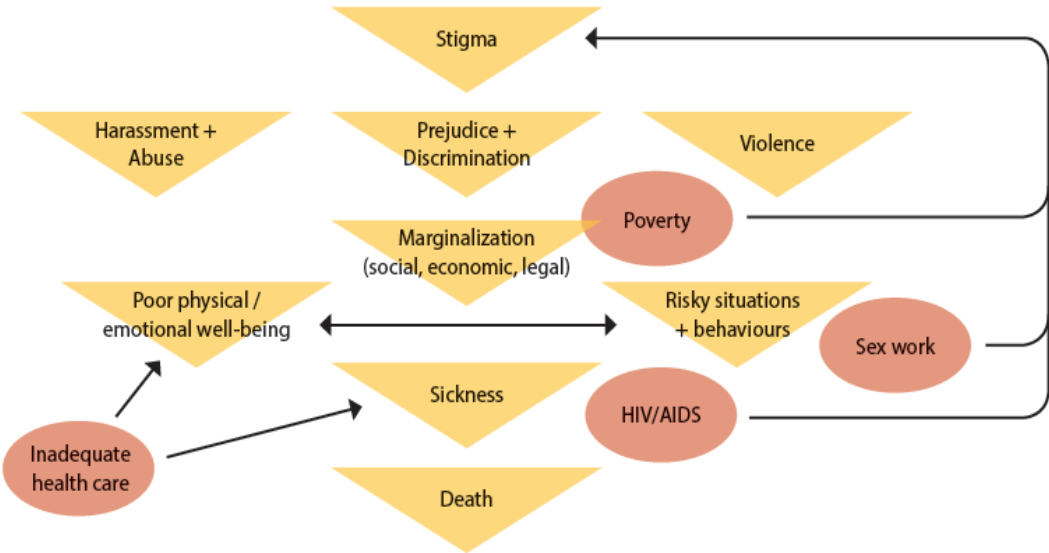 Stigma
Harassment +
Abuse
Prejudice +
Discrimination
Violence
Poverty
Marginalization
(social, economic, legal)
Poor physical /
emotional well-being
Risky situations
+ behaviours
Sex work
Sickness
HIV/AIDS
Inadequate
health care
Death